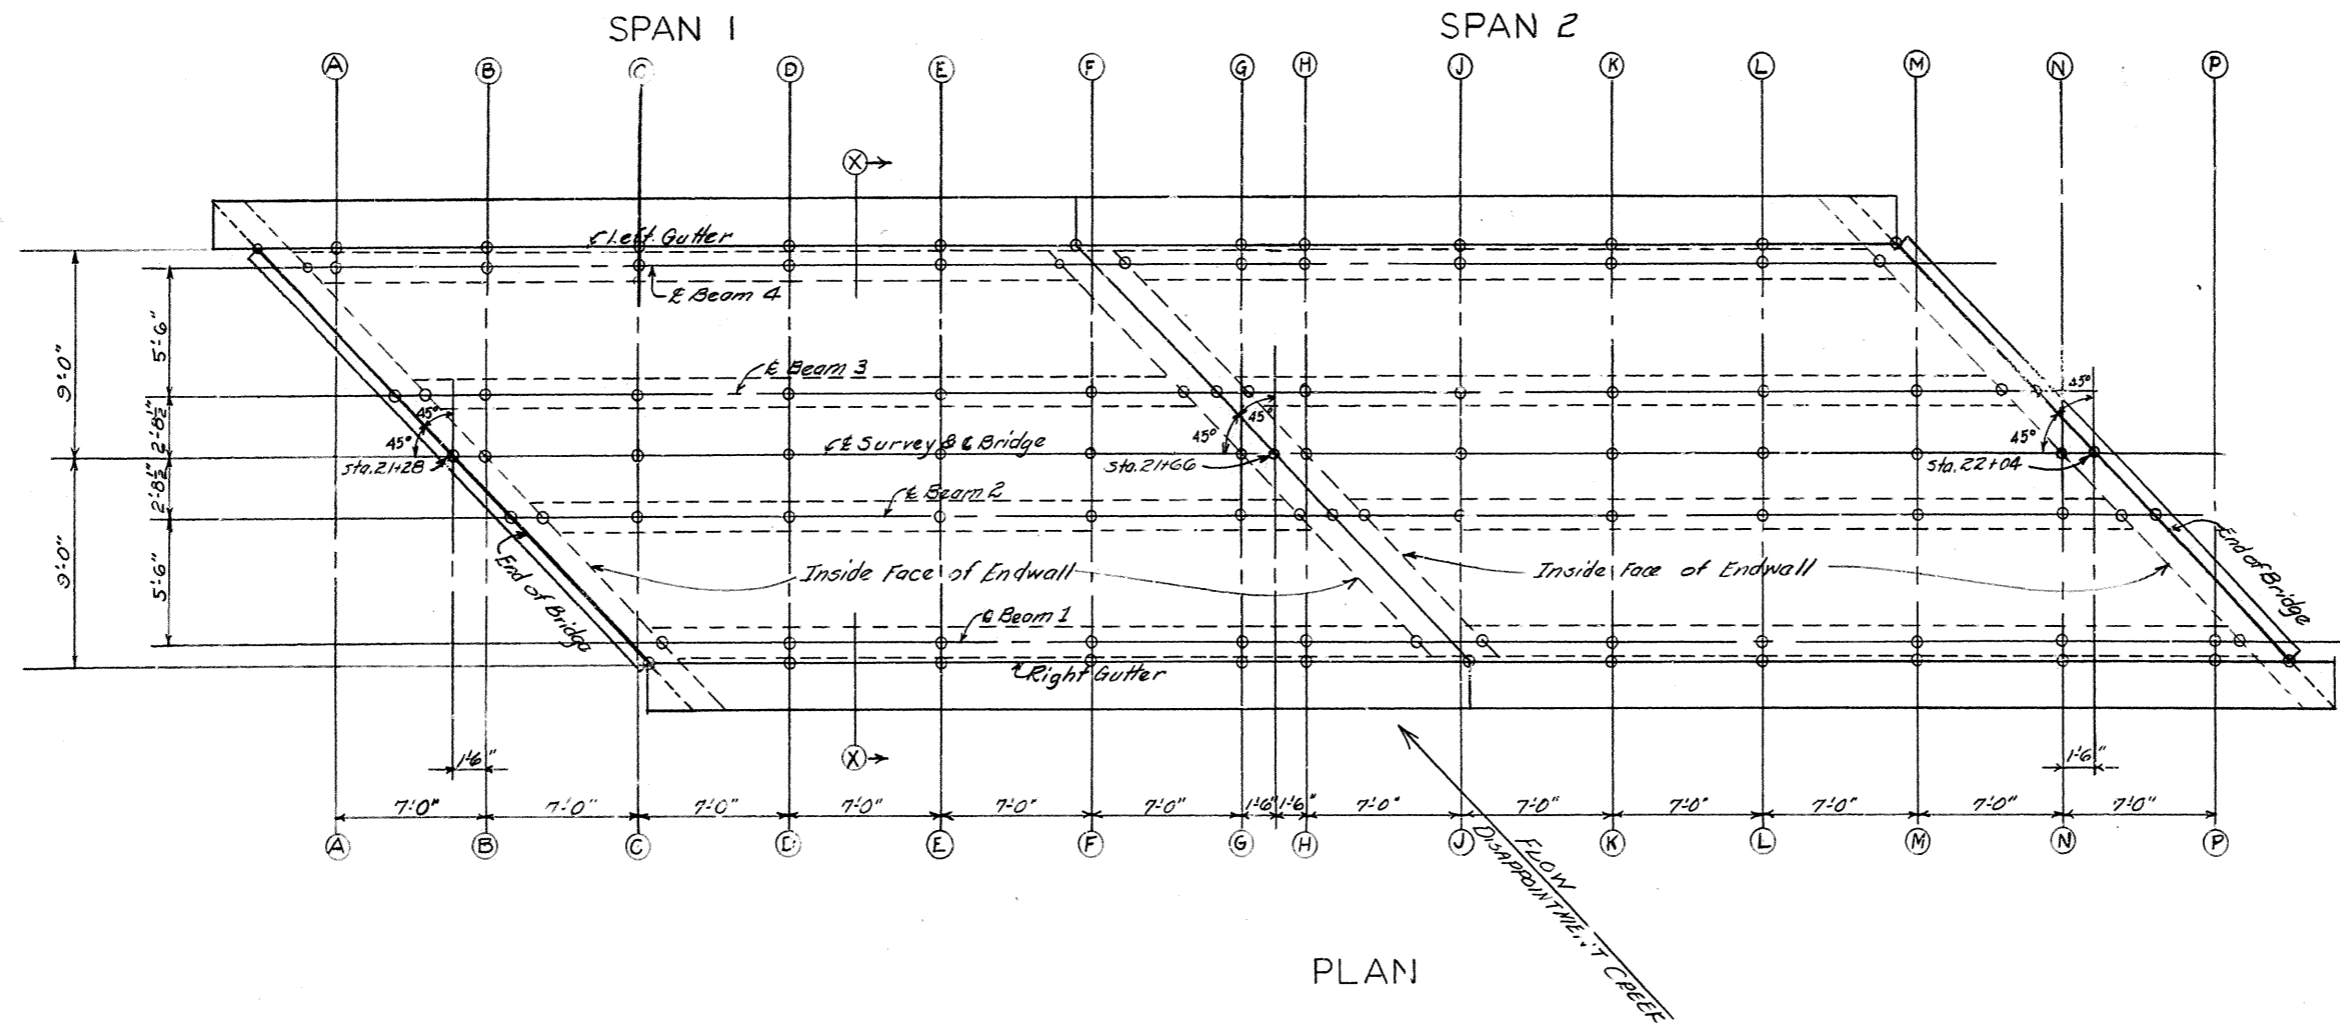 SPAN 1
SPAN 2
A B C D E F G H J K L M N P
X
℄ Left Gutter
℄ Beam 4
5'-6"
9'-0"
℄ Beam 3
45°
45°
45°
2'-8½"
45°
45°
45°
℄ Survey & ℄ Bridge
sta. 21+28
sta. 21+66
sta. 22+04
2'-8½"
℄ Beam 2
9'-0"
5'-6"
End of Bridge
Inside Face of Endwall
Inside Face of Endwall
End of Bridge
℄ Beam 1
Right Gutter
X
1'-6"
1'-6"
7'-0" 7'-0" 7'-0" 7'-0" 7'-0" 7'-0" 1'-6" 1'-6" 7'-0" 7'-0" 7'-0" 7'-0" 7'-0" 7'-0"
A B C D E F G H J K L M N P
FLOW
DISAPPOINTMENT CREEK
PLAN